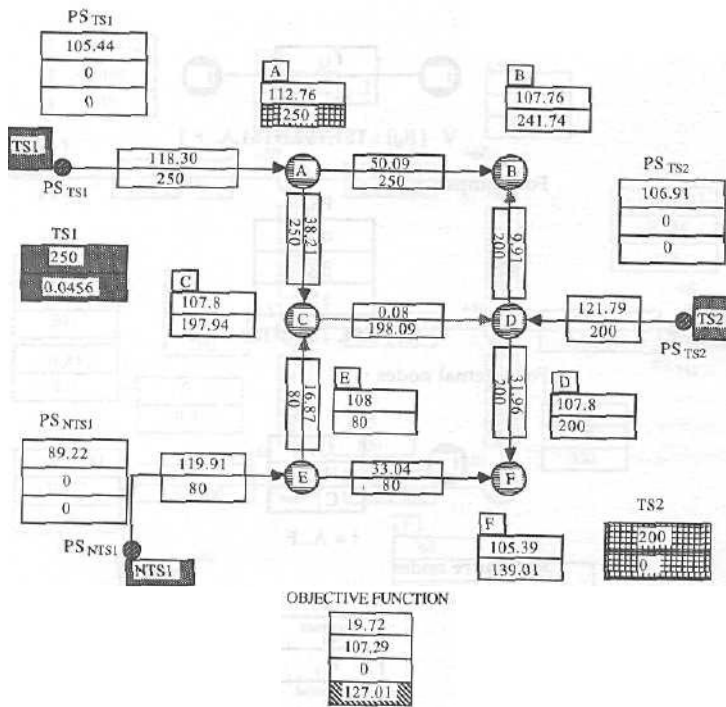 PS TS1
105.44
0
0
A
112.76
250
B
107.76
241.74
TS1
PS TS1
118.30
250
A
50.09
250
B
PS TS2
106.91
0
0
TS1
250
0.0456
38.21
250
9.91
200
C
107.8
197.94
C
0.08
198.09
D
121.79
200
TS2
PS TS2
16.87
80
E
108
80
31.96
200
D
107.8
200
PS NTS1
89.22
0
0
119.91
80
E
33.04
80
F
PS NTS1
NTS1
F
105.39
139.01
TS2
200
0
OBJECTIVE FUNCTION
19.72
107.29
0
127.01